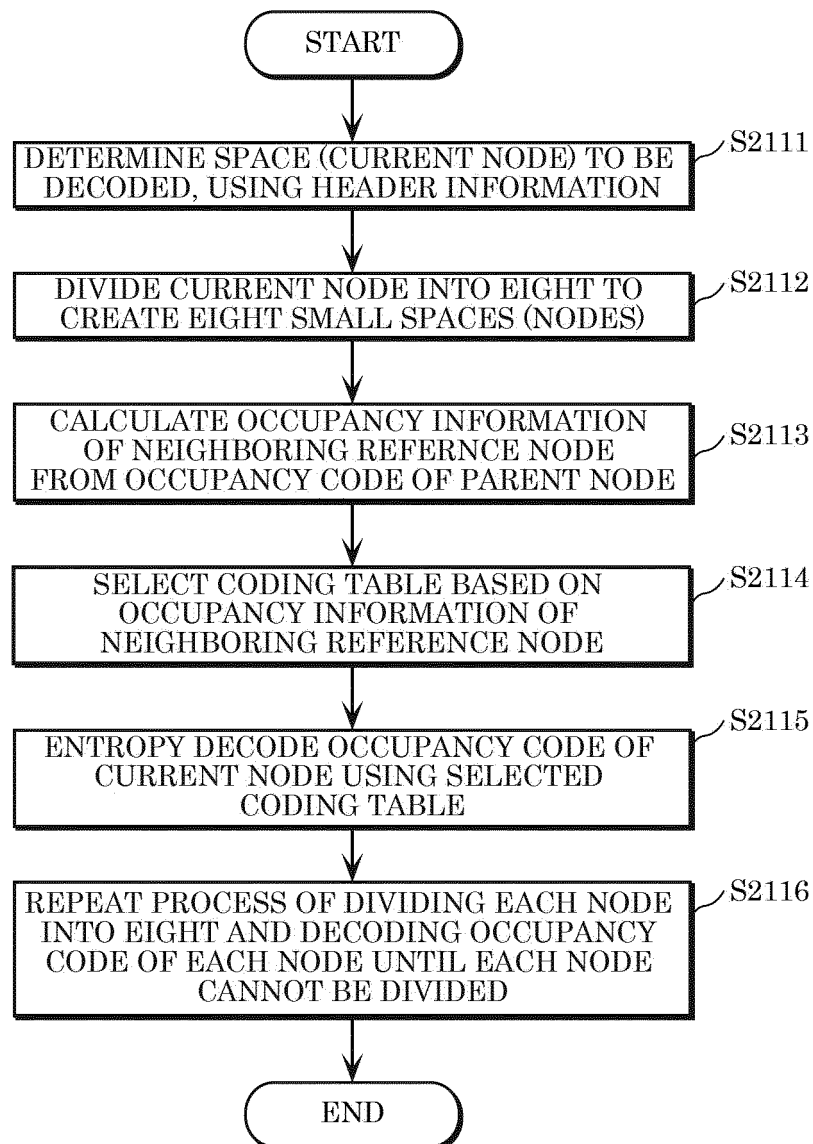 START
DETERMINE SPACE (CURRENT NODE) TO BE
DECODED, USING HEADER INFORMATION
S2111
DIVIDE CURRENT NODE INTO EIGHT TO
CREATE EIGHT SMALL SPACES (NODES)
S2112
CALCULATE OCCUPANCY INFORMATION
OF NEIGHBORING REFERNCE NODE
FROM OCCUPANCY CODE OF PARENT NODE
S2113
SELECT CODING TABLE BASED ON
OCCUPANCY INFORMATION OF
NEIGHBORING REFERENCE NODE
S2114
ENTROPY DECODE OCCUPANCY CODE OF
CURRENT NODE USING SELECTED
CODING TABLE
S2115
REPEAT PROCESS OF DIVIDING EACH NODE
INTO EIGHT AND DECODING OCCUPANCY
CODE OF EACH NODE UNTIL EACH NODE
CANNOT BE DIVIDED
S2116
END